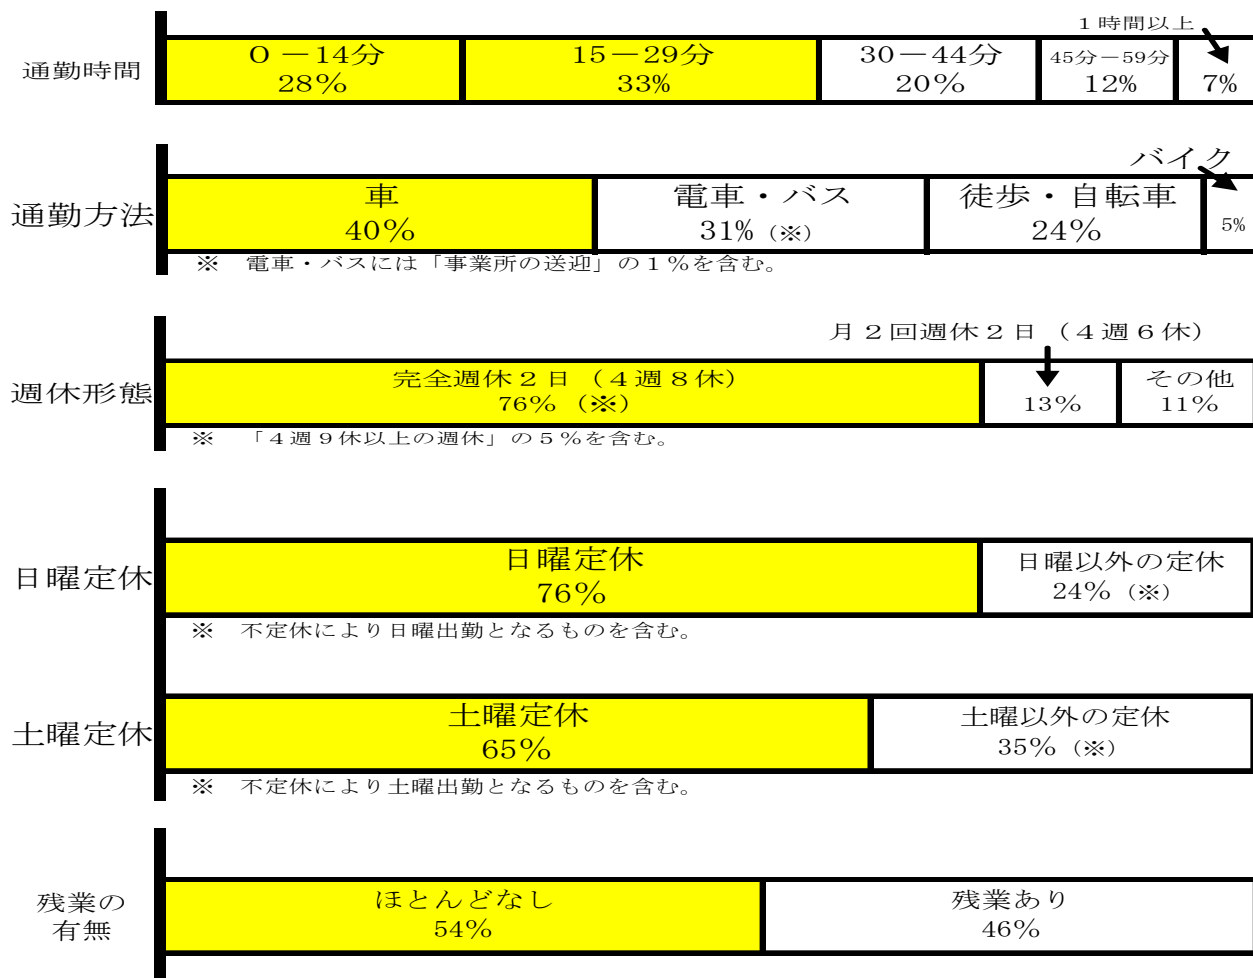 1時間以上
通勤時間
0－14分
28%
15－29分
33%
30－44分
20%
45分－59分
12%
7%
バイク
通勤方法
車
40%
電車・バス
31%（※）
徒歩・自転車
24%
5%
※　電車・バスには「事業所の送迎」の1％を含む。
月2回週休2日（4週6休）
週休形態
完全週休2日（4週8休）
76%（※）
13%
その他
11%
※　「4週9休以上の週休」の5％を含む。
日曜定休
日曜定休
76%
日曜以外の定休
24%（※）
※　不定休により日曜出勤となるものを含む。
土曜定休
土曜定休
65%
土曜以外の定休
35%（※）
※　不定休により土曜出勤となるものを含む。
残業の
有無
ほとんどなし
54%
残業あり
46%